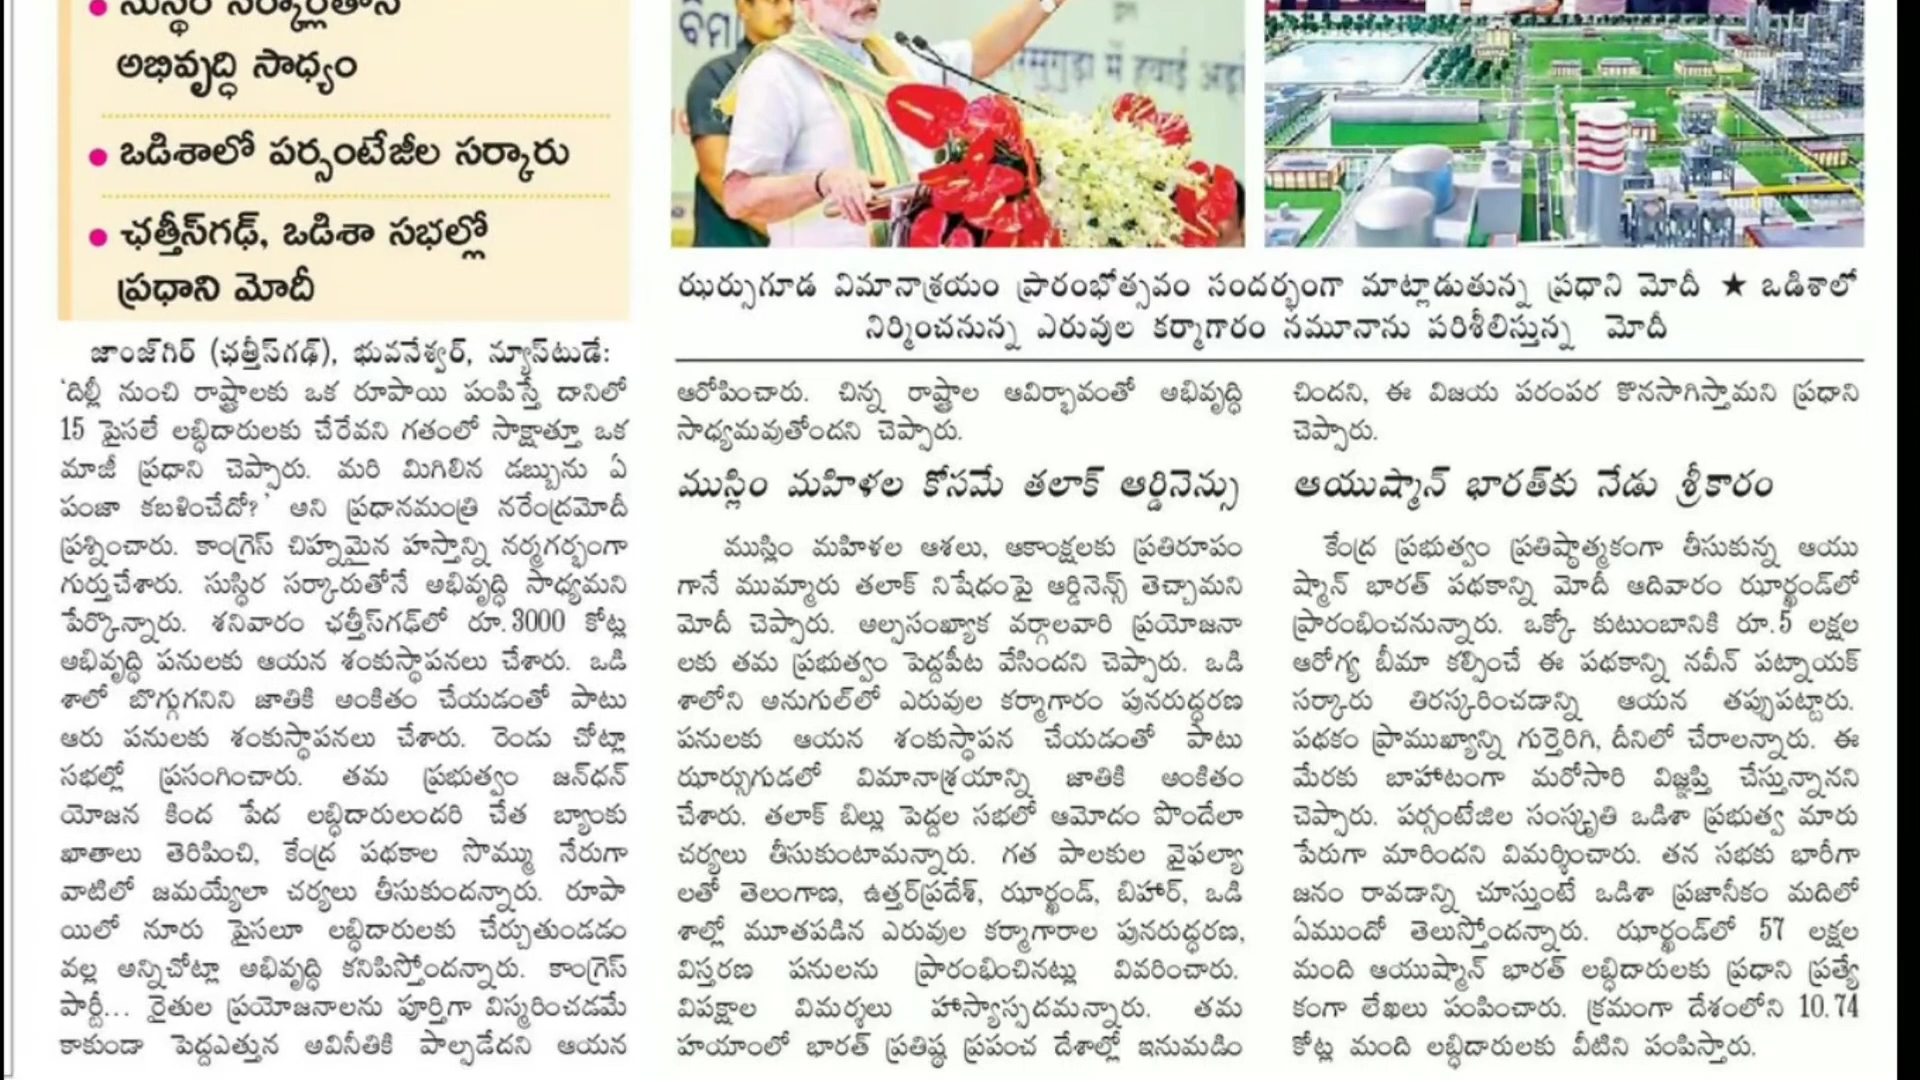 సుస్థిర సర్కార్లతోనే
అభివృద్ధి సాధ్యం
ఒడిశాలో పర్సంటేజీల సర్కారు
ఛత్తీస్‌గఢ్, ఒడిశా సభల్లో
ప్రధాని మోదీ
ఝర్సుగూడ విమానాశ్రయం ప్రారంభోత్సవం సందర్భంగా మాట్లాడుతున్న ప్రధాని మోదీ ★ ఒడిశాలో
నిర్మించనున్న ఎరువుల కర్మాగారం నమూనాను పరిశీలిస్తున్న మోదీ
జాంజ్‌గిర్ (ఛత్తీస్‌గఢ్), భువనేశ్వర్, న్యూస్‌టుడే:
'దిల్లీ నుంచి రాష్ట్రాలకు ఒక రూపాయి పంపిస్తే దానిలో
15 పైసలే లబ్ధిదారులకు చేరేవని గతంలో సాక్షాత్తూ ఒక
మాజీ ప్రధాని చెప్పారు. మరి మిగిలిన డబ్బును ఏ
పంజా కబళించేదో?' అని ప్రధానమంత్రి నరేంద్రమోదీ
ప్రశ్నించారు. కాంగ్రెస్ చిహ్నమైన హస్తాన్ని నర్మగర్భంగా
గుర్తుచేశారు. సుస్థిర సర్కారుతోనే అభివృద్ధి సాధ్యమని
పేర్కొన్నారు. శనివారం ఛత్తీస్‌గఢ్‌లో రూ.3000 కోట్ల
అభివృద్ధి పనులకు ఆయన శంకుస్థాపనలు చేశారు. ఒడి
శాలో బొగ్గుగనిని జాతికి అంకితం చేయడంతో పాటు
ఆరు పనులకు శంకుస్థాపనలు చేశారు. రెండు చోట్లా
సభల్లో ప్రసంగించారు. తమ ప్రభుత్వం జన్‌ధన్
యోజన కింద పేద లబ్ధిదారులందరి చేత బ్యాంకు
ఖాతాలు తెరిపించి, కేంద్ర పథకాల సొమ్ము నేరుగా
వాటిలో జమయ్యేలా చర్యలు తీసుకుందన్నారు. రూపా
యిలో నూరు పైసలూ లబ్ధిదారులకు చేర్చుతుండడం
వల్ల అన్నిచోట్లా అభివృద్ధి కనిపిస్తోందన్నారు. కాంగ్రెస్
పార్టీ... రైతుల ప్రయోజనాలను పూర్తిగా విస్మరించడమే
కాకుండా పెద్దఎత్తున అవినీతికి పాల్పడేదని ఆయన
ఆరోపించారు. చిన్న రాష్ట్రాల ఆవిర్భావంతో అభివృద్ధి
సాధ్యమవుతోందని చెప్పారు.
ముస్లిం మహిళల కోసమే తలాక్ ఆర్డినెన్సు
ముస్లిం మహిళల ఆశలు, ఆకాంక్షలకు ప్రతిరూపం
గానే ముమ్మారు తలాక్ నిషేధంపై ఆర్డినెన్స్ తెచ్చామని
మోదీ చెప్పారు. అల్పసంఖ్యాక వర్గాలవారి ప్రయోజనా
లకు తమ ప్రభుత్వం పెద్దపీట వేసిందని చెప్పారు. ఒడి
శాలోని అనుగుల్‌లో ఎరువుల కర్మాగారం పునరుద్ధరణ
పనులకు ఆయన శంకుస్థాపన చేయడంతో పాటు
ఝార్సుగుడలో విమానాశ్రయాన్ని జాతికి అంకితం
చేశారు. తలాక్ బిల్లు పెద్దల సభలో ఆమోదం పొందేలా
చర్యలు తీసుకుంటామన్నారు. గత పాలకుల వైఫల్యా
లతో తెలంగాణ, ఉత్తర్‌ప్రదేశ్, ఝార్ఖండ్, బిహార్, ఒడి
శాల్లో మూతపడిన ఎరువుల కర్మాగారాల పునరుద్ధరణ,
విస్తరణ పనులను ప్రారంభించినట్లు వివరించారు.
విపక్షాల విమర్శలు హాస్యాస్పదమన్నారు. తమ
హయాంలో భారత్ ప్రతిష్ఠ ప్రపంచ దేశాల్లో ఇనుమడిం
చిందని, ఈ విజయ పరంపర కొనసాగిస్తామని ప్రధాని
చెప్పారు.
ఆయుష్మాన్ భారత్‌కు నేడు శ్రీకారం
కేంద్ర ప్రభుత్వం ప్రతిష్ఠాత్మకంగా తీసుకున్న ఆయు
ష్మాన్ భారత్ పథకాన్ని మోదీ ఆదివారం ఝార్ఖండ్‌లో
ప్రారంభించనున్నారు. ఒక్కో కుటుంబానికి రూ.5 లక్షల
ఆరోగ్య బీమా కల్పించే ఈ పథకాన్ని నవీన్ పట్నాయక్
సర్కారు తిరస్కరించడాన్ని ఆయన తప్పుపట్టారు.
పథకం ప్రాముఖ్యాన్ని గుర్తెరిగి, దీనిలో చేరాలన్నారు. ఈ
మేరకు బాహాటంగా మరోసారి విజ్ఞప్తి చేస్తున్నానని
చెప్పారు. పర్సంటేజిల సంస్కృతి ఒడిశా ప్రభుత్వ మారు
పేరుగా మారిందని విమర్శించారు. తన సభకు భారీగా
జనం రావడాన్ని చూస్తుంటే ఒడిశా ప్రజానీకం మదిలో
ఏముందో తెలుస్తోందన్నారు. ఝార్ఖండ్‌లో 57 లక్షల
మంది ఆయుష్మాన్ భారత్ లబ్ధిదారులకు ప్రధాని ప్రత్యే
కంగా లేఖలు పంపించారు. క్రమంగా దేశంలోని 10.74
కోట్ల మంది లబ్ధిదారులకు వీటిని పంపిస్తారు.